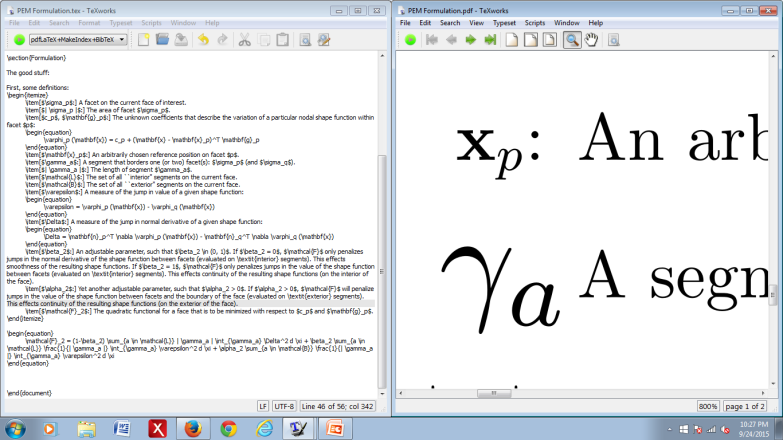 PEM Formulation.tex - TeXworks
File Edit Search Format Typeset Scripts Window Help
pdfLaTeX+MakeIndex+BibTeX
\section{Formulation}
The good stuff:
First, some definitions:
\begin{itemize}
\item[$\sigma_p$:] A facet on the current face of interest.
\item[$| \sigma_p |$:] The area of facet $\sigma_p$.
\item[$c_p$, $\mathbf{g}_p$:] The unknown coefficients that describe the variation of a particular nodal shape function within
facet $p$:
\begin{equation}
\varphi_p (\mathbf{x}) = c_p + (\mathbf{x} - \mathbf{x}_p)^T \mathbf{g}_p
\end{equation}
\item[$\mathbf{x}_p$:] An arbitrarily chosen reference position on facet $p$.
\item[$\gamma_a$:] A segment that borders one (or two) facet(s): $\sigma_p$ (and $\sigma_q$).
\item[$| \gamma_a |$:] The length of segment $\gamma_a$.
\item[$\mathcal{L}$:] The set of all ``interior'' segments on the current face.
\item[$\mathcal{B}$:] The set of all ``exterior'' segments on the current face.
\item[$\varepsilon$:] A measure of the jump in value of a given shape function:
\begin{equation}
\varepsilon = \varphi_p (\mathbf{x}) - \varphi_q (\mathbf{x})
\end{equation}
\item[$\Delta$:] A measure of the jump in normal derivative of a given shape function:
\begin{equation}
\Delta = \mathbf{n}_p^T \nabla \varphi_p (\mathbf{x}) - \mathbf{n}_q^T \nabla \varphi_q (\mathbf{x})
\end{equation}
\item[$\beta_2$:] An adjustable parameter, such that $\beta_2 \in [0, 1]$. If $\beta_2 = 0$, $\mathcal{F}$ only penalizes
jumps in the normal derivative of the shape function between facets (evaluated on \textit{interior} segments). This effects
smoothness of the resulting shape functions. If $\beta_2 = 1$, $\mathcal{F}$ only penalizes jumps in the value of the shape function
between facets (evaluated on \textit{interior} segments). This effects continuity of the resulting shape functions (on the interior of
the face).
\item[$\alpha_2$:] Yet another adjustable parameter, such that $\alpha_2 > 0$. If $\alpha_2 > 0$, $\mathcal{F}$ will penalize
jumps in the value of the shape function between facets and the boundary of the face (evaluated on \textit{exterior} segments).
This effects continuity of the resulting shape functions (on the exterior of the face).
\item[$\mathcal{F}_2$:] The quadratic functional for a face that is to be minimized with respect to $c_p$ and $\mathbf{g}_p$.
\end{itemize}
\begin{equation}
\mathcal{F}_2 = (1-\beta_2) \sum_{a \in \mathcal{L}} | \gamma_a | \int_{\gamma_a} \Delta^2 d \xi + \beta_2 \sum_{a \in
\mathcal{L}} \frac{1}{| \gamma_a |} \int_{\gamma_a} \varepsilon^2 d \xi + \alpha_2 \sum_{a \in \mathcal{B}} \frac{1}{| \gamma_a
|} \int_{\gamma_a} \varepsilon^2 d \xi
\end{equation}
\end{document}
LF UTF-8 Line 46 of 56; col 342
PEM Formulation.pdf - TeXworks
File Edit Search View Typeset Scripts Window Help
x_p: An arb
γ_a A segn
800% page 1 of 2
10:27 PM
9/24/2015